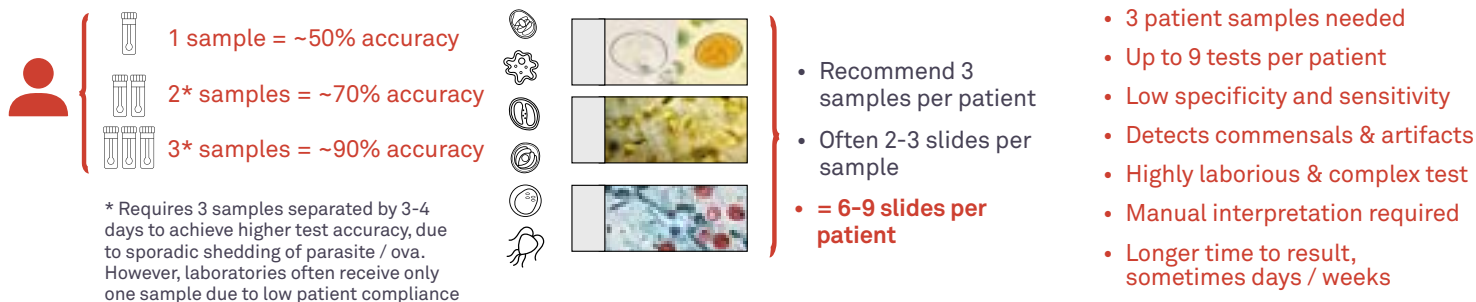 1 sample = ~50% accuracy
2* samples = ~70% accuracy
3* samples = ~90% accuracy
* Requires 3 samples separated by 3-4
days to achieve higher test accuracy, due
to sporadic shedding of parasite / ova.
However, laboratories often receive only
one sample due to low patient compliance
• Recommend 3
samples per patient
• Often 2-3 slides per
sample
• = 6-9 slides per
patient
• 3 patient samples needed
• Up to 9 tests per patient
• Low specificity and sensitivity
• Detects commensals & artifacts
• Highly laborious & complex test
• Manual interpretation required
• Longer time to result,
sometimes days / weeks